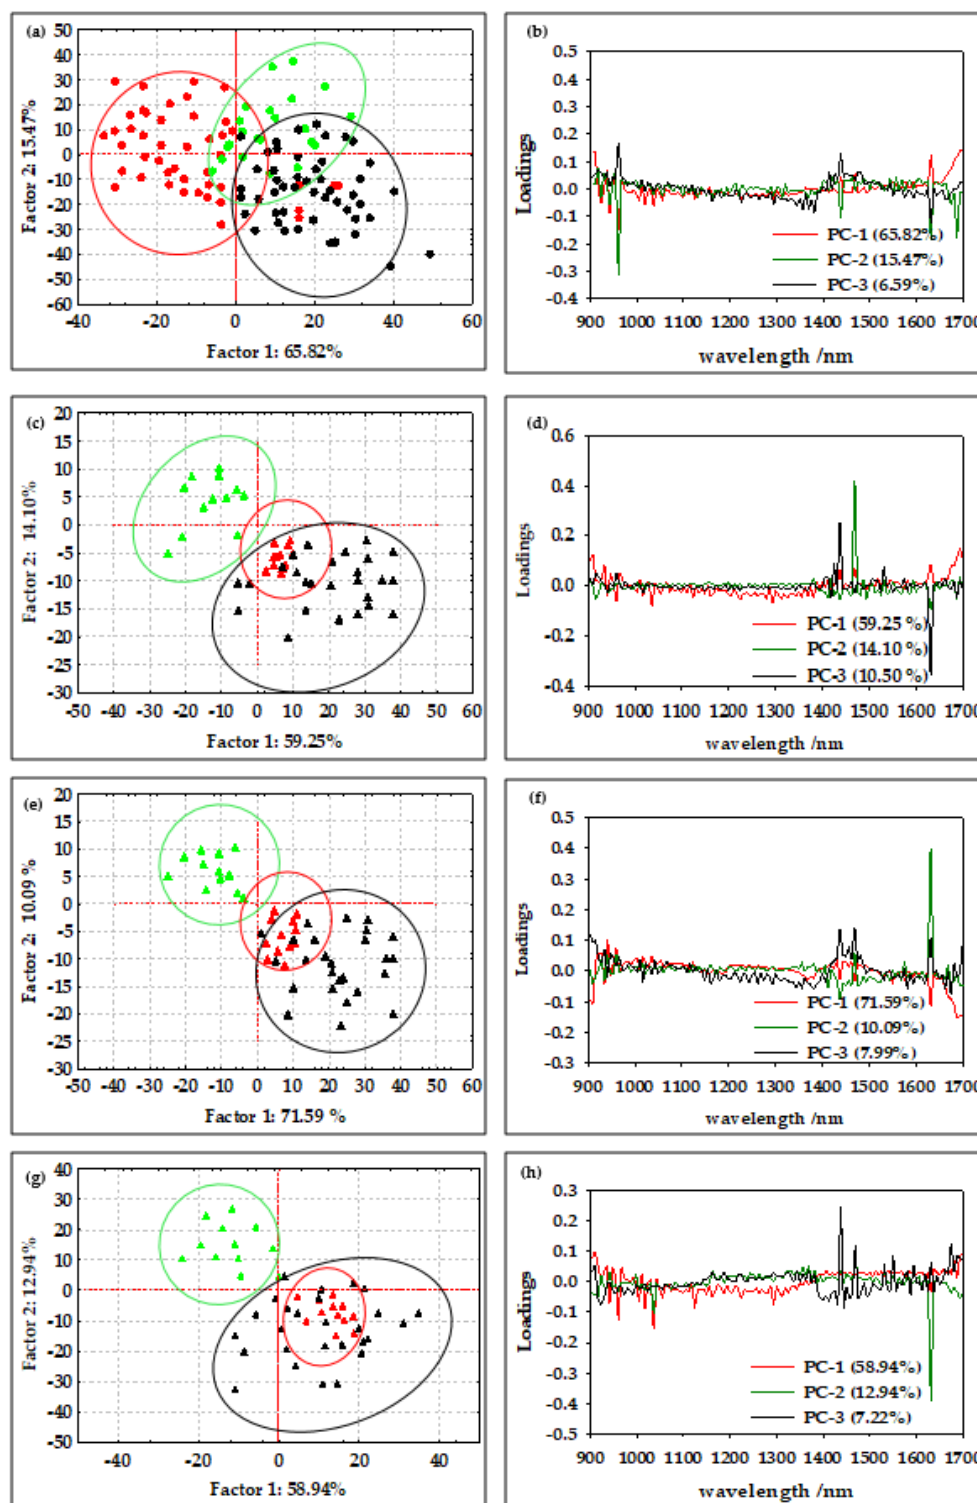 (a)
50
40
30
20
10
0
-10
-20
-30
-40
-50
-60
Factor 2: 15.47%
-40 -20 0 20 40 60
Factor 1: 65.82%
(b)
0.5
0.4
0.3
0.2
0.1
0.0
-0.1
-0.2
-0.3
-0.4
Loadings
PC-1 (65.82%)
PC-2 (15.47%)
PC-3 (6.59%)
900 1000 1100 1200 1300 1400 1500 1600 1700
wavelength /nm
(c)
20
15
10
5
0
-5
-10
-15
-20
-25
-30
Factor 2: 14.10%
-50 -40 -30 -20 -10 0 10 20 30 40 50 60
Factor 1: 59.25%
(d)
0.6
0.4
0.2
0.0
-0.2
-0.4
Loadings
PC-1 (59.25 %)
PC-2 (14.10 %)
PC-3 (10.50 %)
900 1000 1100 1200 1300 1400 1500 1600 1700
wavelength /nm
(e)
20
15
10
5
0
-5
-10
-15
-20
-25
-30
Factor 2: 10.09 %
-50 -40 -30 -20 -10 0 10 20 30 40 50 60
Factor 1: 71.59 %
(f)
0.5
0.4
0.3
0.2
0.1
0.0
-0.1
-0.2
-0.3
Loadings
PC-1 (71.59%)
PC-2 (10.09%)
PC-3 (7.99%)
900 1000 1100 1200 1300 1400 1500 1600 1700
wavelength /nm
(g)
40
30
20
10
0
-10
-20
-30
-40
-50
Factor 2: 12.94%
-40 -20 0 20 40
Factor 1: 58.94%
(h)
0.3
0.2
0.1
0.0
-0.1
-0.2
-0.3
-0.4
-0.5
Loadings
PC-1 (58.94%)
PC-2 (12.94%)
PC-3 (7.22%)
900 1000 1100 1200 1300 1400 1500 1600 1700
wavelength /nm